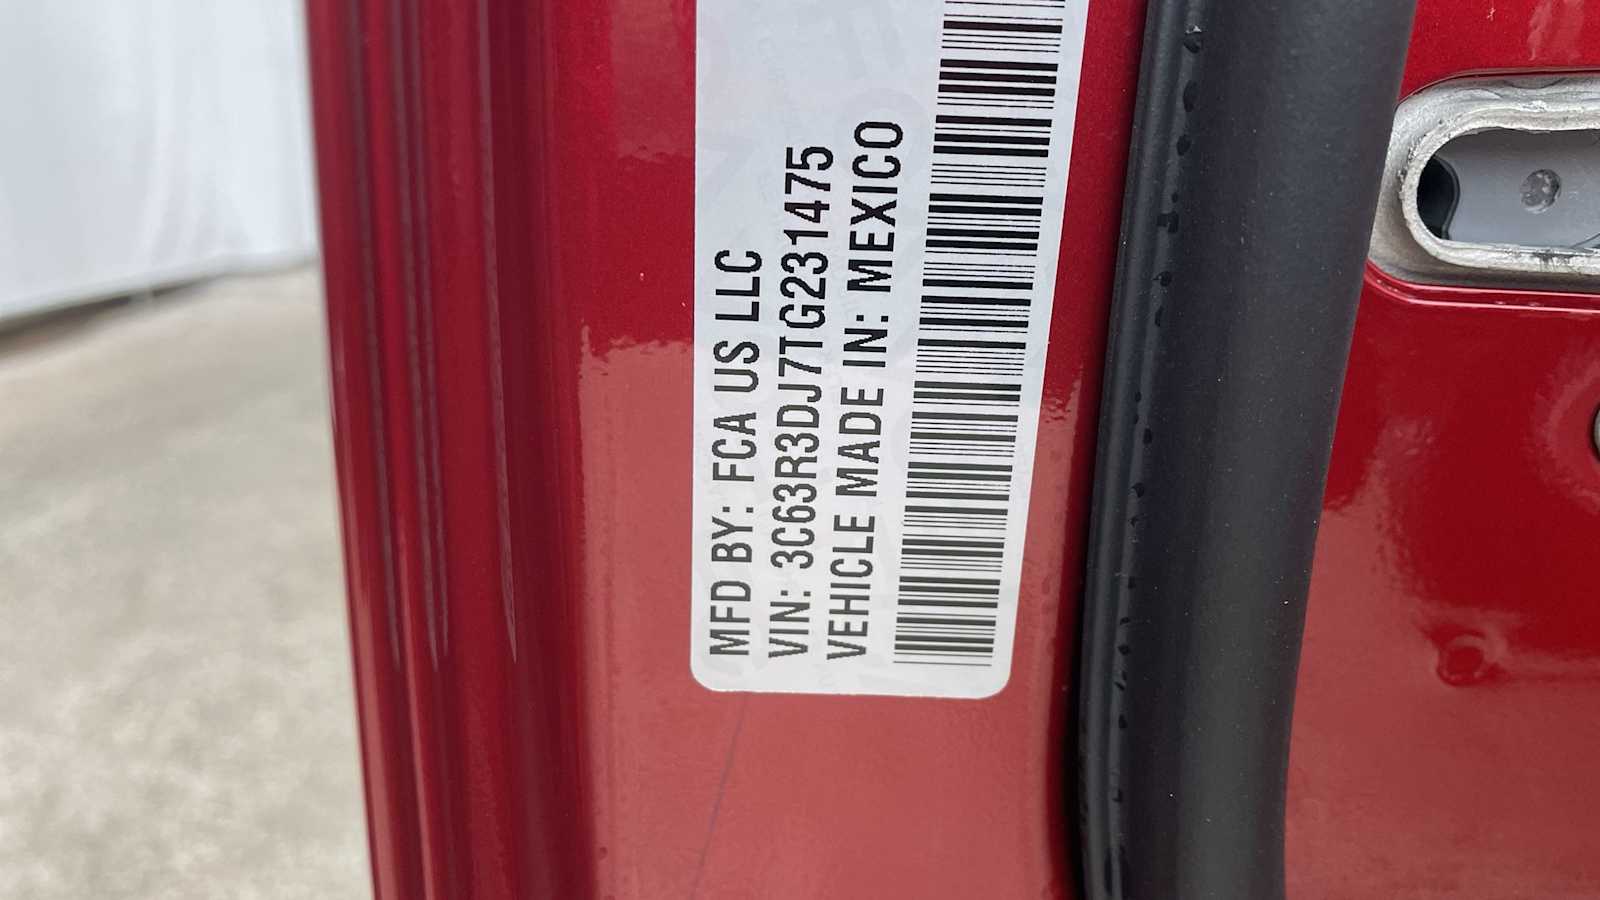 MFD BY: FCA US LLC
VIN: 3C63R3DJ7TG231475
VEHICLE MADE IN: MEXICO